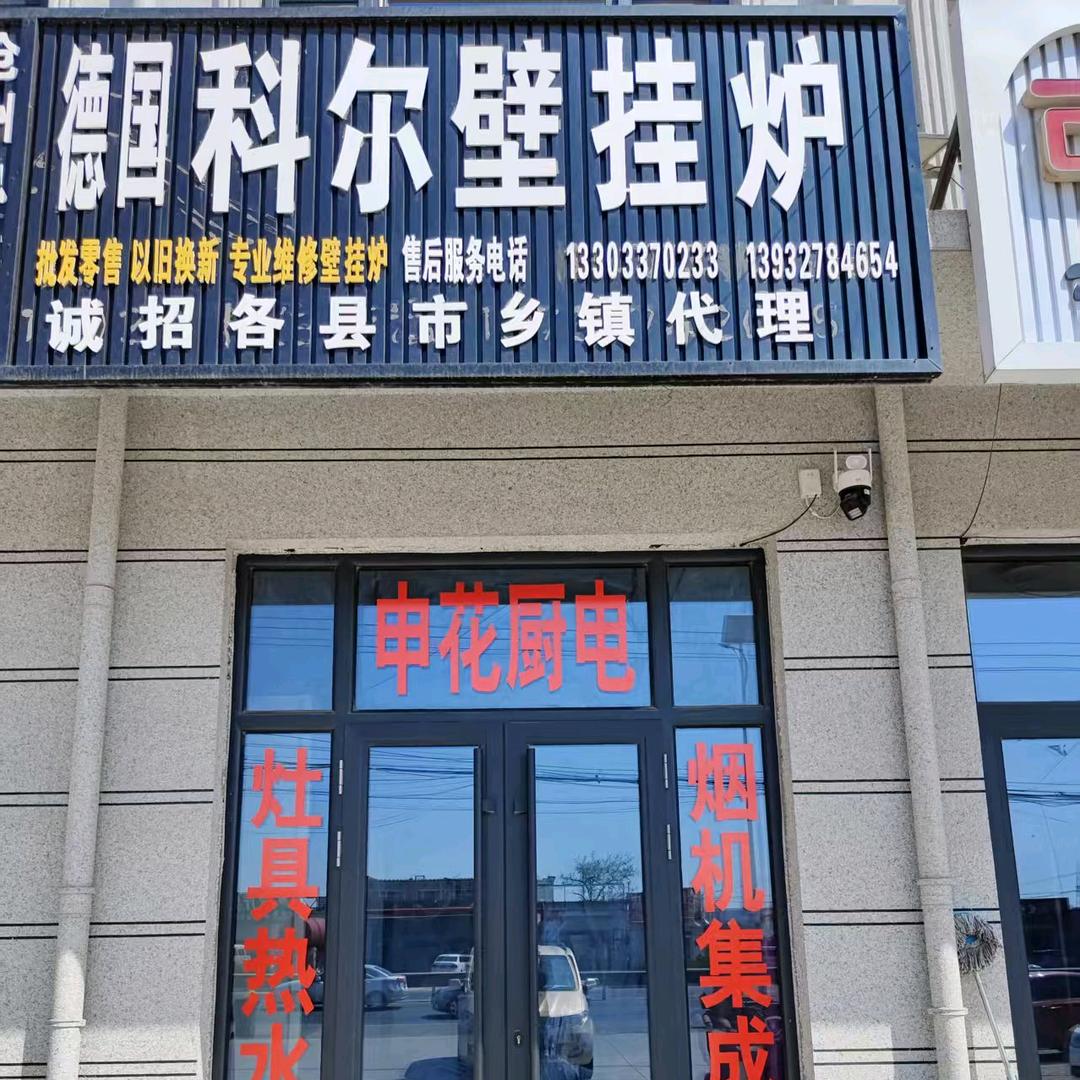 德国科尔壁挂炉
批发零售 以旧换新 专业维修壁挂炉 售后服务电话 13303370233 13932784654
诚招各县市乡镇代理
申花厨电
灶具热水
烟机集成